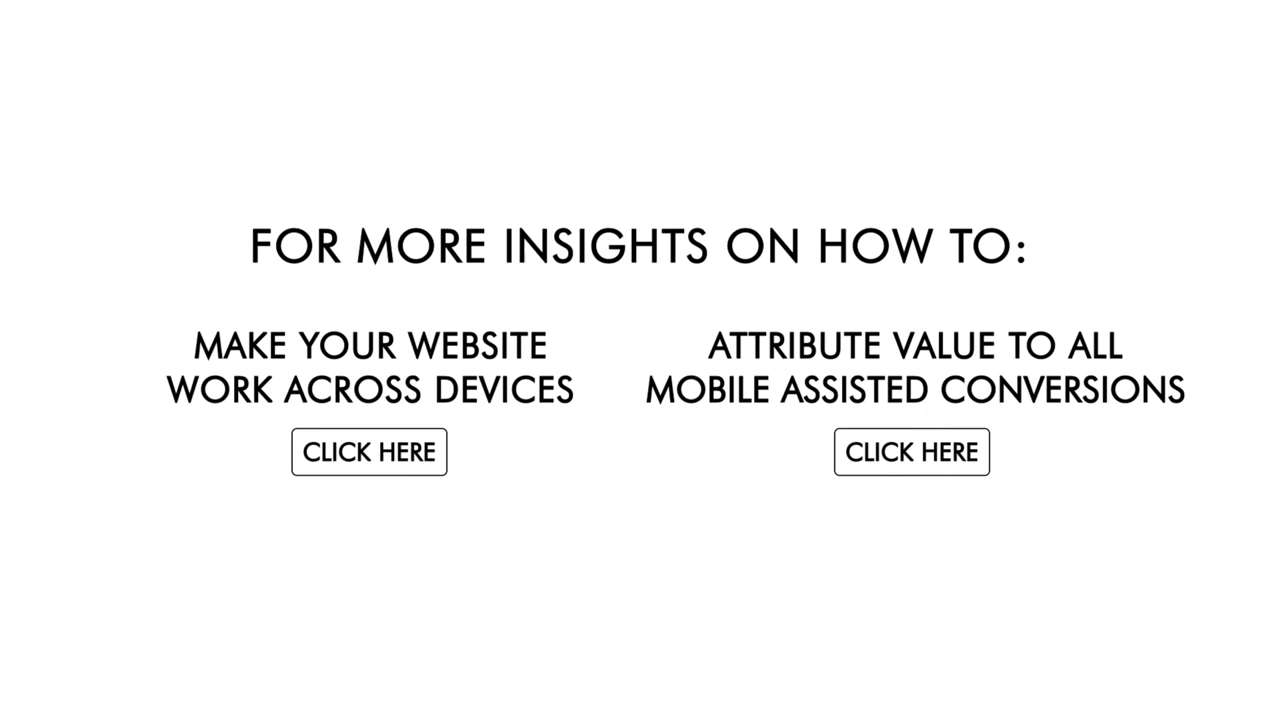 FOR MORE INSIGHTS ON HOW TO:
MAKE YOUR WEBSITE
WORK ACROSS DEVICES
CLICK HERE
ATTRIBUTE VALUE TO ALL
MOBILE ASSISTED CONVERSIONS
CLICK HERE